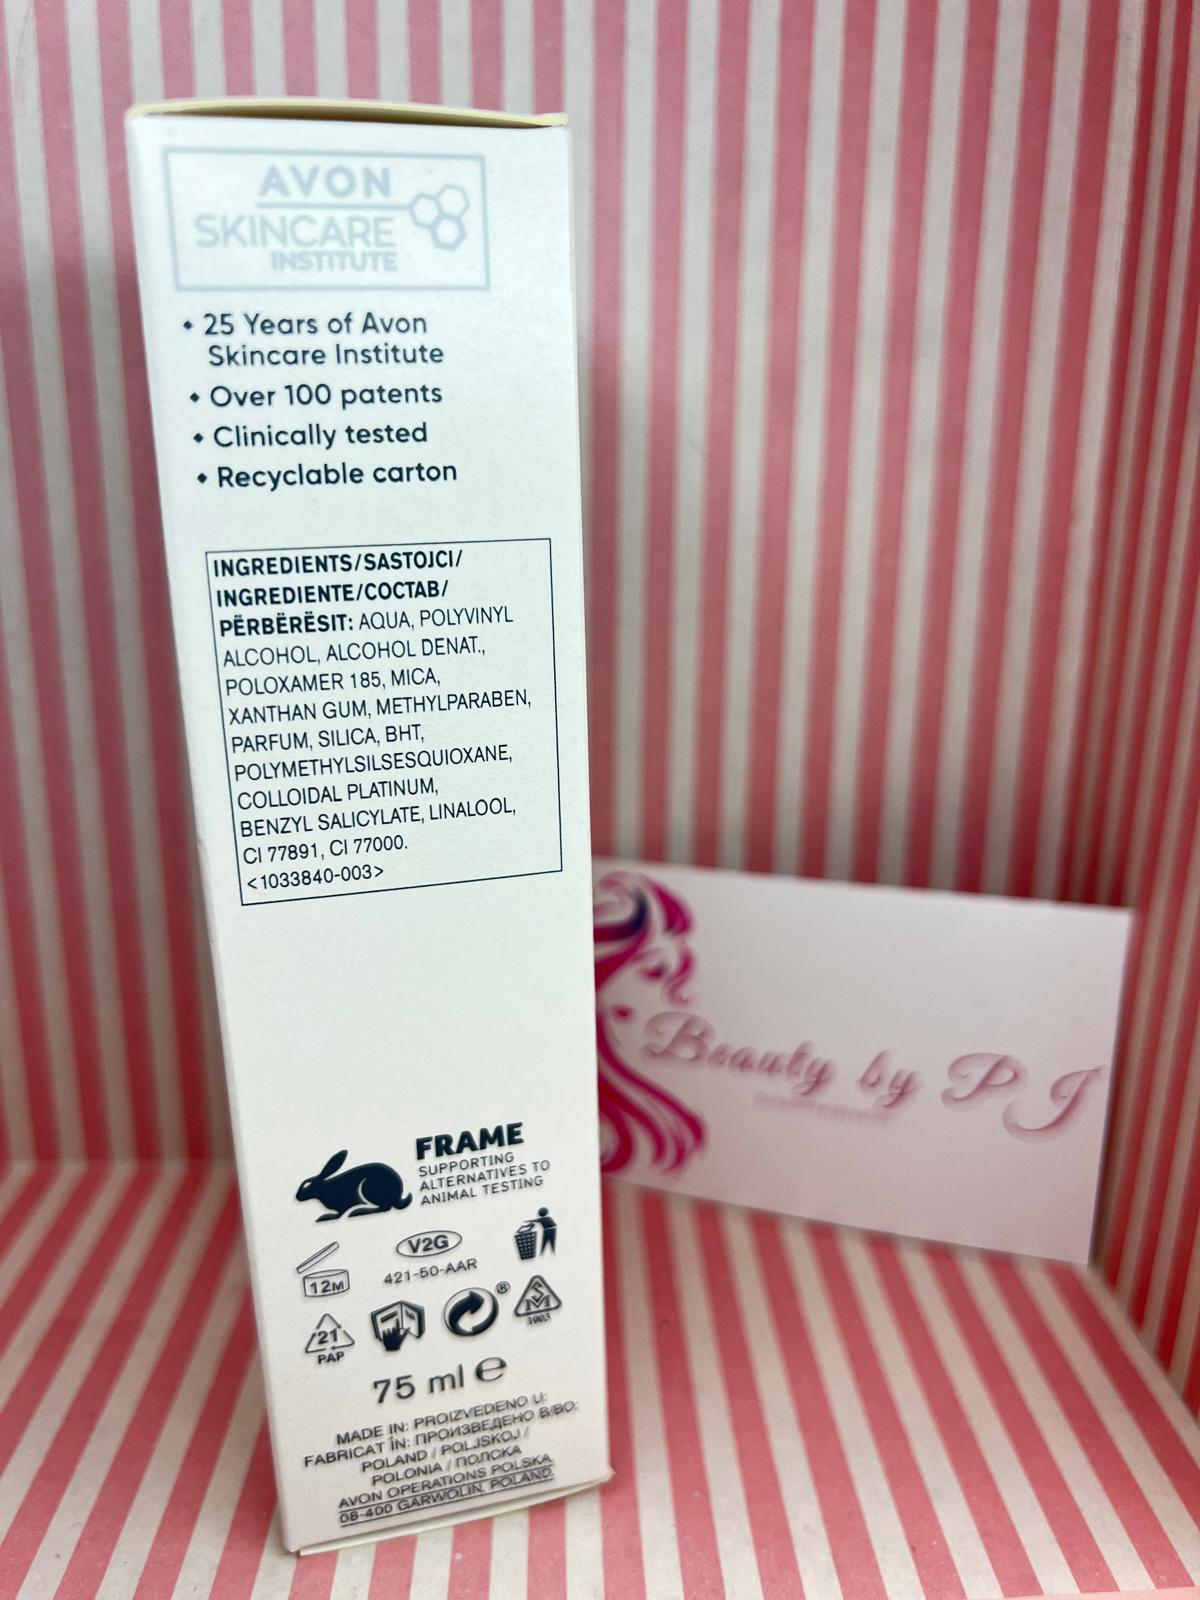 AVON
SKINCARE
INSTITUTE
• 25 Years of Avon
Skincare Institute
• Over 100 patents
• Clinically tested
• Recyclable carton
INGREDIENTS/SASTOJCI/
INGREDIENTE/СОСТАВ/
PËRBËRËSIT: AQUA, POLYVINYL
ALCOHOL, ALCOHOL DENAT.,
POLOXAMER 185, MICA,
XANTHAN GUM, METHYLPARABEN,
PARFUM, SILICA, BHT,
POLYMETHYLSILSESQUIOXANE,
COLLOIDAL PLATINUM,
BENZYL SALICYLATE, LINALOOL,
CI 77891, CI 77000.
<1033840-003>
FRAME
SUPPORTING
ALTERNATIVES TO
ANIMAL TESTING
12M
V2G
421-50-AAR
21
PAP
®
SM
75 ml ℮
MADE IN: PROIZVEDENO U:
FABRICAT ÎN: ПРОИЗВЕДЕНО В/ВО:
POLAND / POLJSKOJ /
POLONIA / ПОЛСКА
AVON OPERATIONS POLSKA
08-400 GARWOLIN, POLAND.
Beauty by PJ